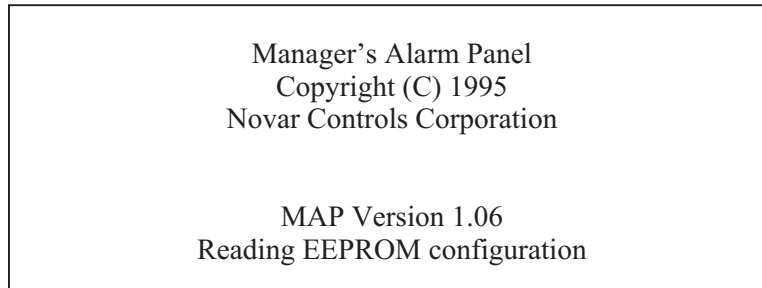 Manager’s Alarm Panel
Copyright (C) 1995
Novar Controls Corporation
MAP Version 1.06
Reading EEPROM configuration